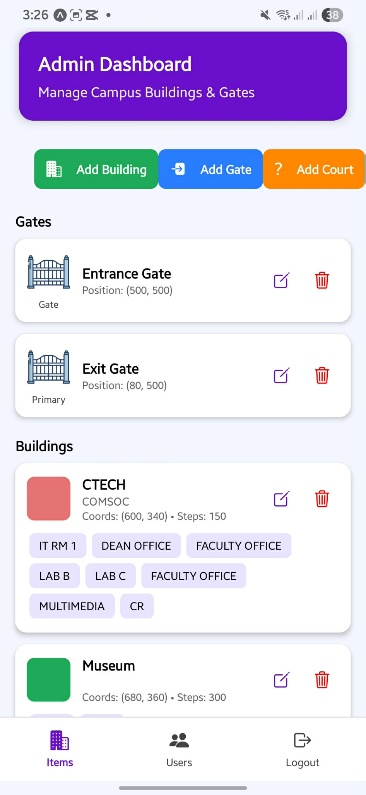 3:26
38
Admin Dashboard
Manage Campus Buildings & Gates
Add Building
Add Gate
? Add Court
Gates
Entrance Gate
Position: (500, 500)
Gate
Exit Gate
Position: (80, 500)
Primary
Buildings
CTECH
COMSOC
Coords: (600, 340) • Steps: 150
IT RM 1 DEAN OFFICE FACULTY OFFICE
LAB B LAB C FACULTY OFFICE
MULTIMEDIA CR
Museum
Coords: (680, 360) • Steps: 300
Items Users Logout